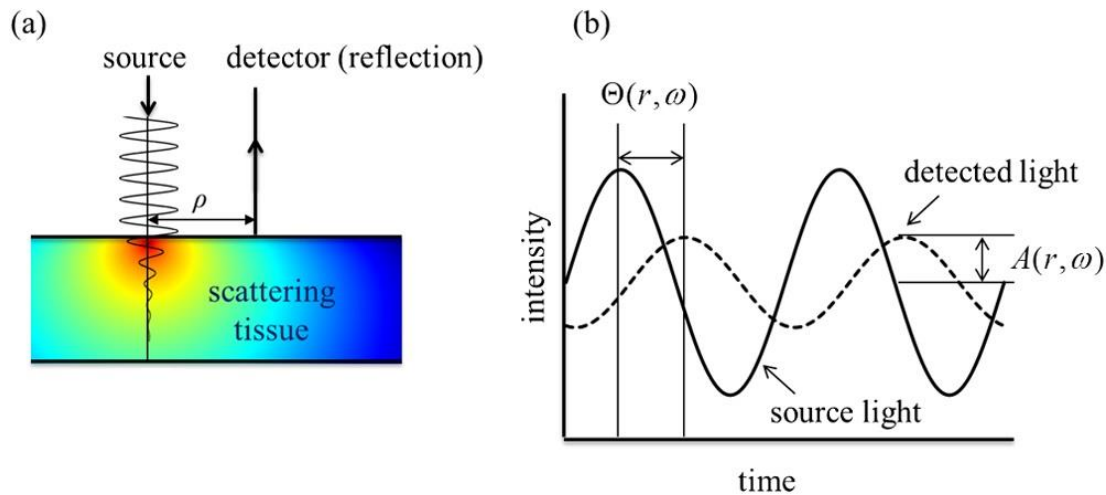 (a)
source
detector (reflection)
ρ
scattering
tissue
(b)
Θ(r, ω)
detected light
A(r, ω)
intensity
source light
time